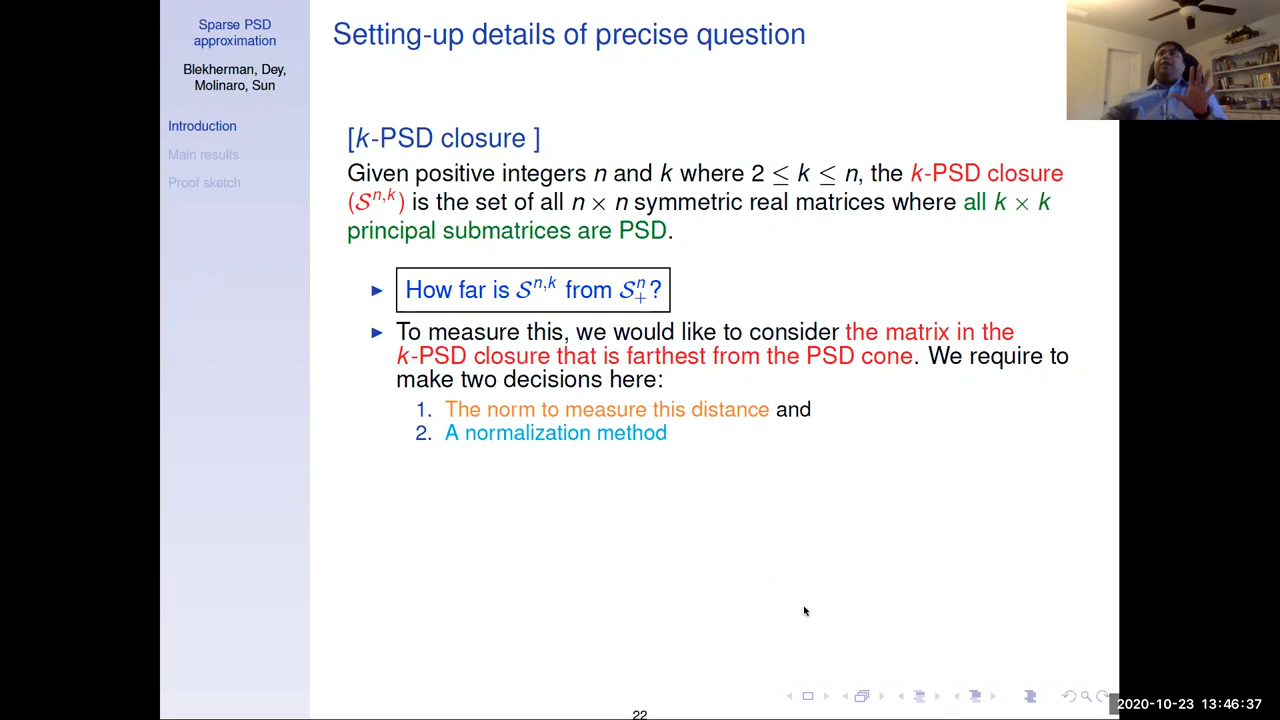 Sparse PSD
approximation
Blekherman, Dey,
Molinaro, Sun
Introduction
Main results
Proof sketch
Setting-up details of precise question
[k-PSD closure ]
Given positive integers n and k where 2 ≤ k ≤ n, the k-PSD closure
(𝒮^{n,k}) is the set of all n × n symmetric real matrices where all k × k
principal submatrices are PSD.
How far is 𝒮^{n,k} from 𝒮^n_+?
To measure this, we would like to consider the matrix in the
k-PSD closure that is farthest from the PSD cone. We require to
make two decisions here:
1. The norm to measure this distance and
2. A normalization method
22
2020-10-23 13:46:37